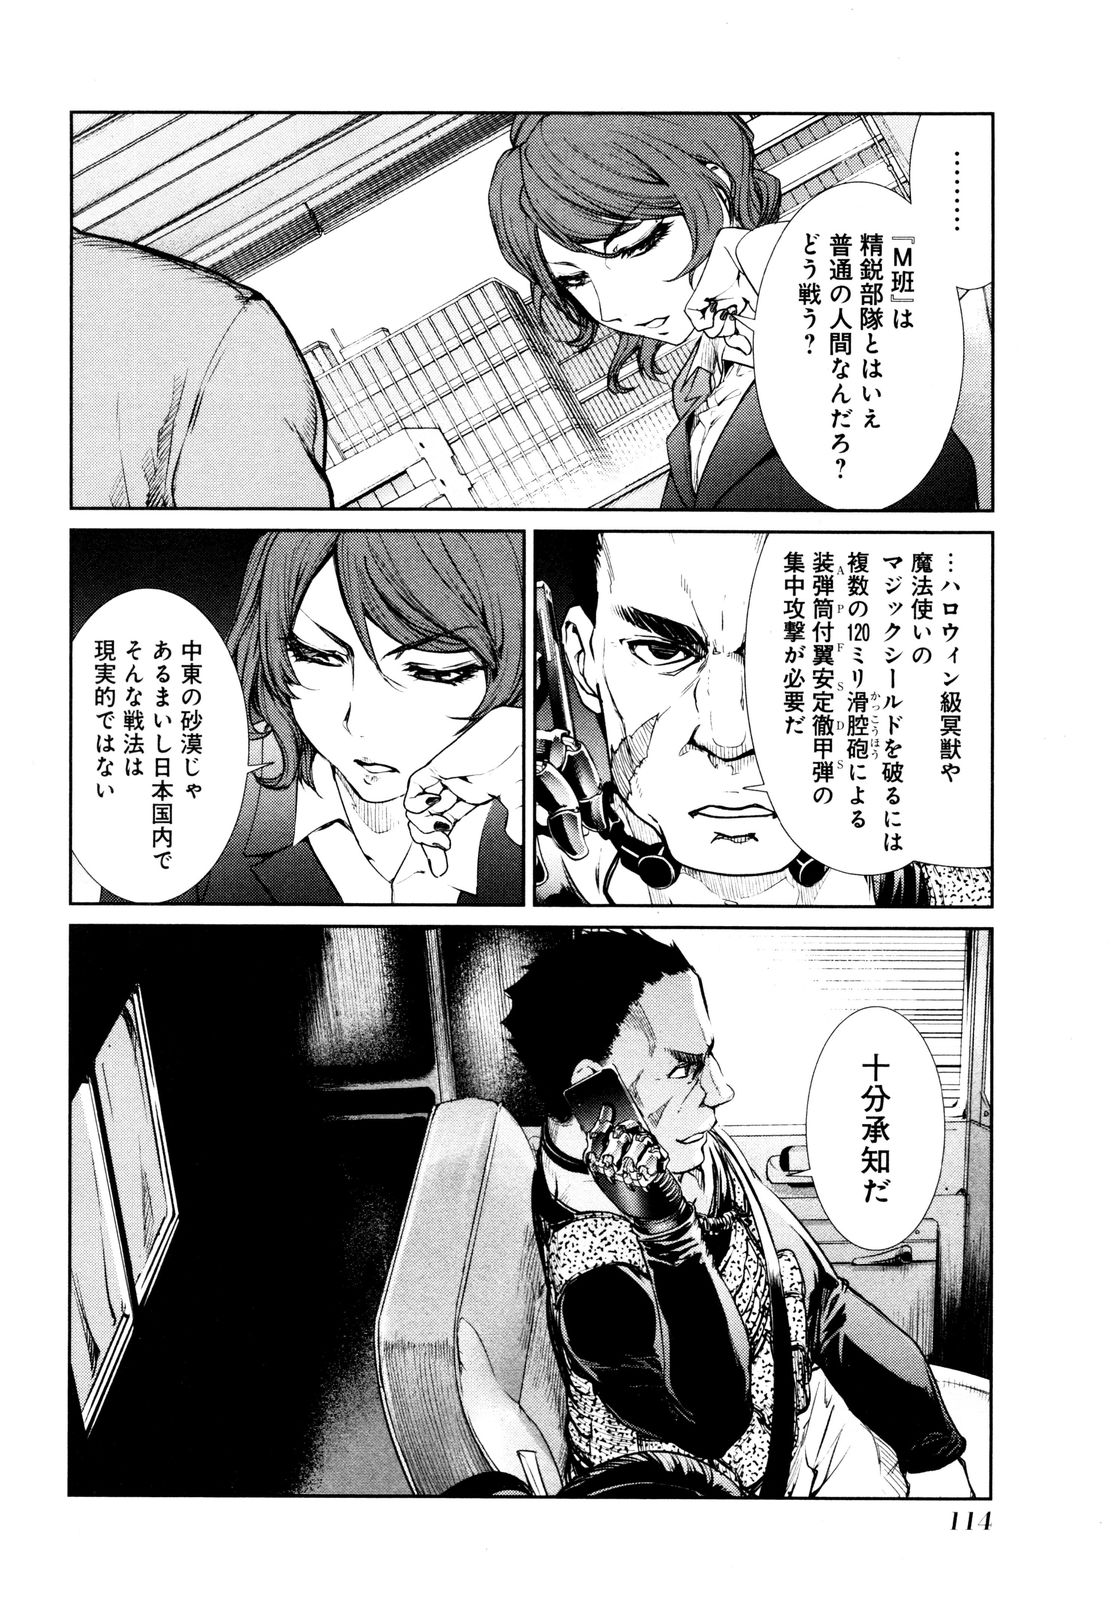 ………
『M班』は
精鋭部隊とはいえ
普通の人間なんだろ？
どう戦う？
…ハロウィン級冥獣や
魔法使いの
マジックシールドを破るには
複数の120ミリ滑腔砲による
かっこうほう
装弾筒付翼安定徹甲弾の
APFSDS
集中攻撃が必要だ
中東の砂漠じゃ
あるまいし日本国内で
そんな戦法は
現実的ではない
十分承知だ
114